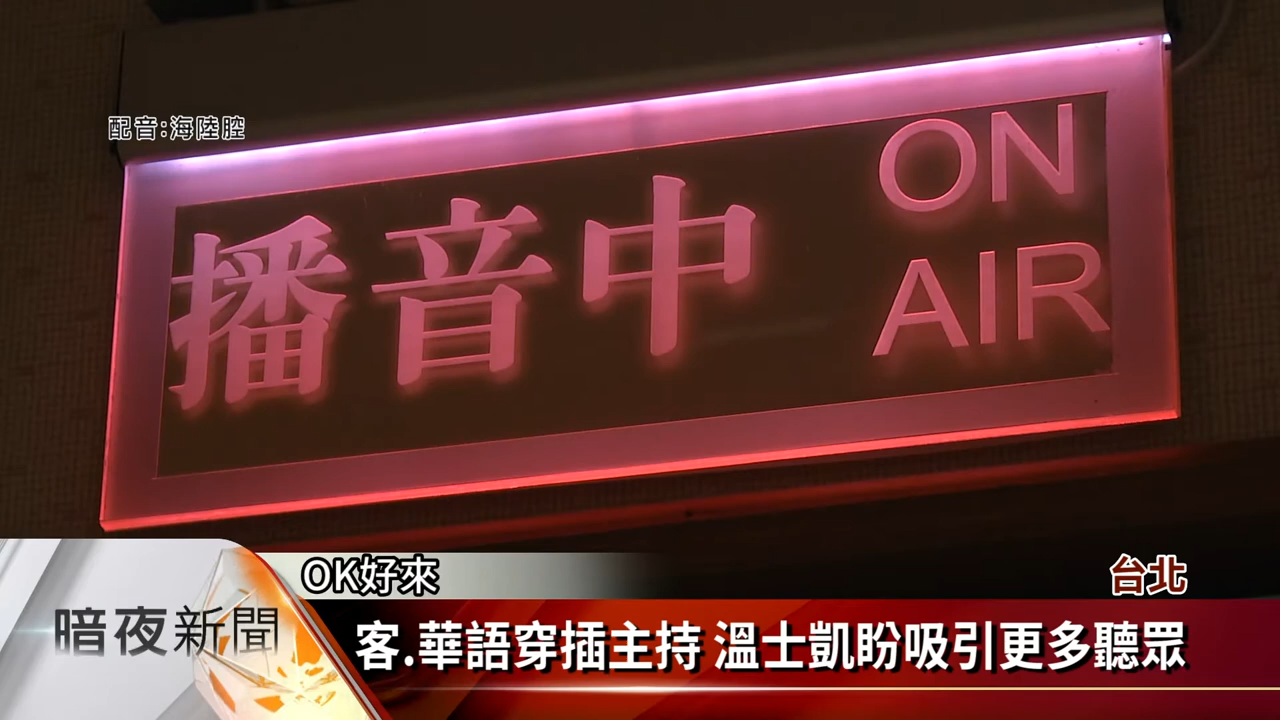 配音:海陸腔
播音中
ON
AIR
OK好來
台北
暗夜新聞
客.華語穿插主持 溫士凱盼吸引更多聽眾